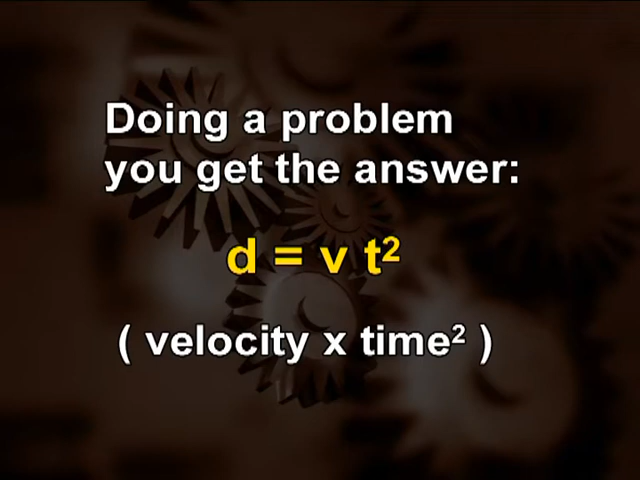 Doing a problem
you get the answer:
d = v t²
( velocity x time² )